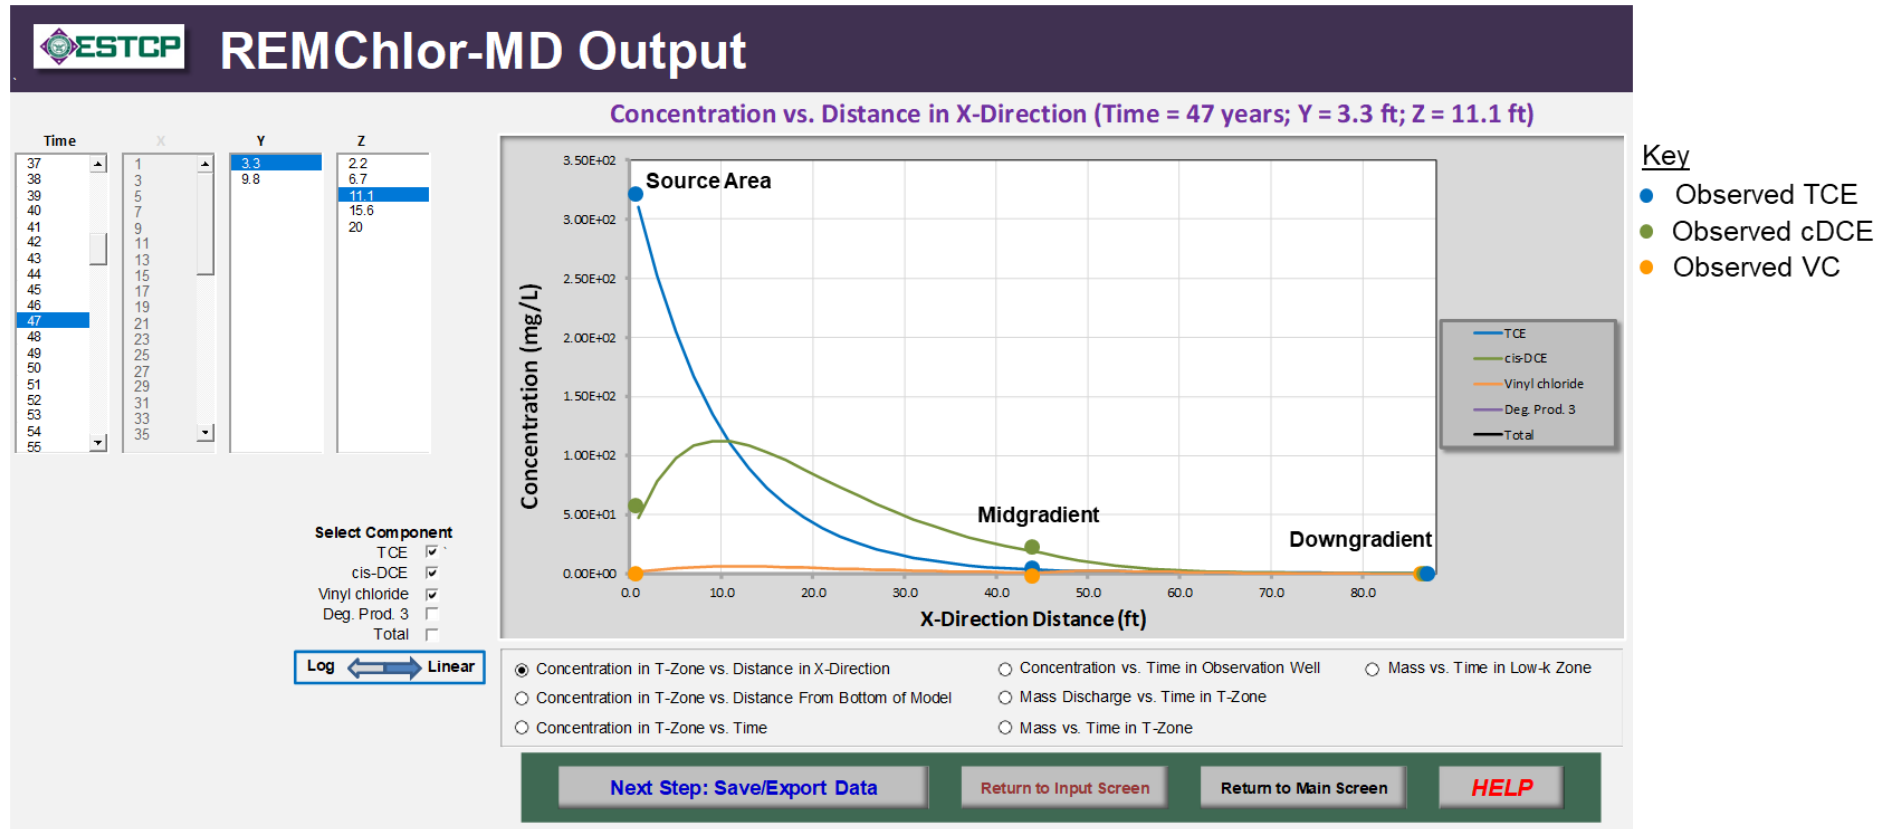 ESTCP
REMChlor-MD Output
Concentration vs. Distance in X-Direction (Time = 47 years; Y = 3.3 ft; Z = 11.1 ft)
Time
X
Y
Z
37
38
39
40
41
42
43
44
45
46
47
48
49
50
51
52
53
54
55
1
3
5
7
9
11
13
15
17
19
21
23
25
27
29
31
33
35
3.3
9.8
2.2
6.7
11.1
15.6
20
Select Component
TCE
cis-DCE
Vinyl chloride
Deg. Prod. 3
Total
Log
Linear
Concentration (mg/L)
3.50E+02
3.00E+02
2.50E+02
2.00E+02
1.50E+02
1.00E+02
5.00E+01
0.00E+00
Source Area
Midgradient
Downgradient
0.0 10.0 20.0 30.0 40.0 50.0 60.0 70.0 80.0
X-Direction Distance (ft)
TCE
cis-DCE
Vinyl chloride
Deg. Prod. 3
Total
Key
Observed TCE
Observed cDCE
Observed VC
Concentration in T-Zone vs. Distance in X-Direction
Concentration in T-Zone vs. Distance From Bottom of Model
Concentration in T-Zone vs. Time
Concentration vs. Time in Observation Well
Mass Discharge vs. Time in T-Zone
Mass vs. Time in T-Zone
Mass vs. Time in Low-k Zone
Next Step: Save/Export Data
Return to Input Screen
Return to Main Screen
HELP